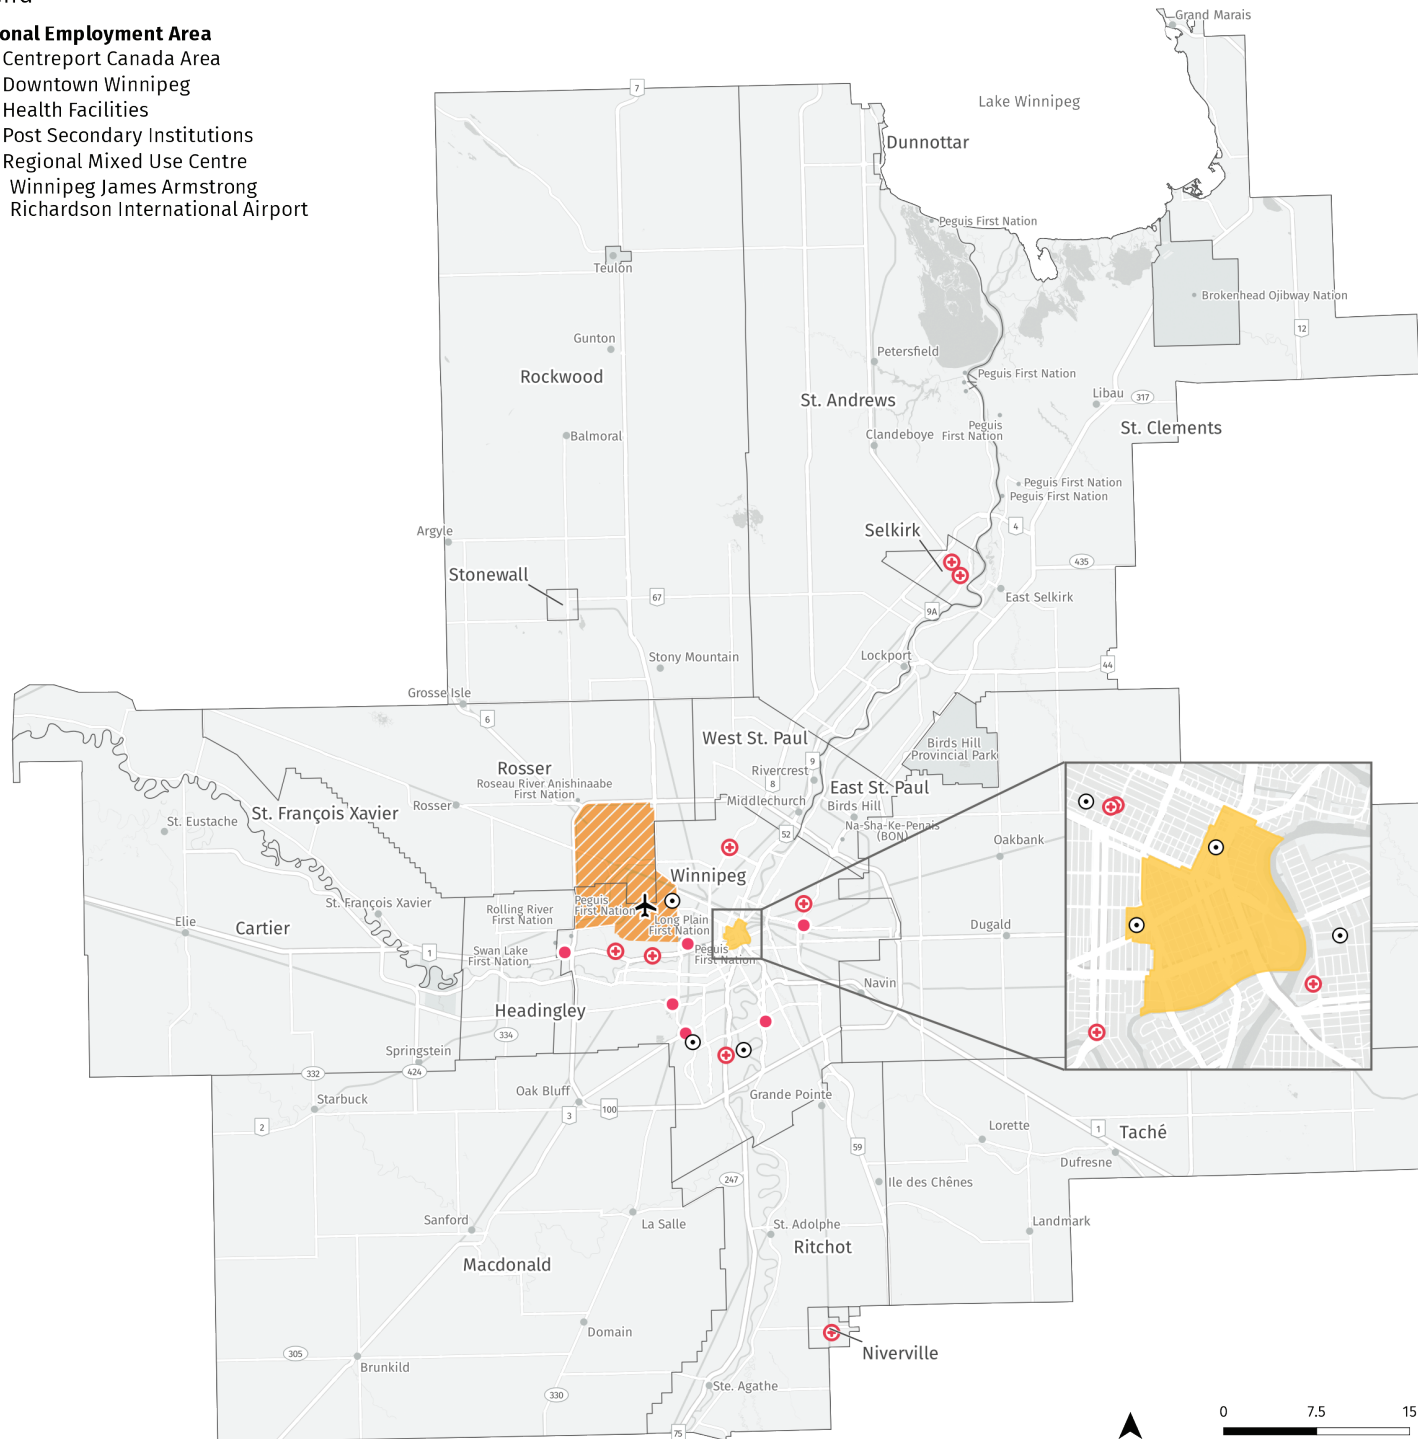 onal Employment Area
Centreport Canada Area
Downtown Winnipeg
Health Facilities
Post Secondary Institutions
Regional Mixed Use Centre
Winnipeg James Armstrong
Richardson International Airport
Grand Marais
7
Lake Winnipeg
Dunnottar
Peguis First Nation
Teulon
Brokenhead Ojibway Nation
12
Gunton
Petersfield
Rockwood
Peguis First Nation
St. Andrews
Libau
317
St. Clements
Peguis
First Nation
Clandeboye
Balmoral
Peguis First Nation
Peguis First Nation
Argyle
Selkirk
4
435
Stonewall
67
East Selkirk
9A
Stony Mountain
Lockport
44
Grosse Isle
6
West St. Paul
Birds Hill
Provincial Park
9
Rivercrest
8
Rosser
Roseau River Anishinaabe
First Nation
East St. Paul
Middlechurch
Birds Hill
Rosser
St. François Xavier
St. Eustache
52
Na-Sha-Ke-Penais
(BON)
Oakbank
Winnipeg
St. François Xavier
Rolling River
First Nation
Peguis
First Nation
Long Plain
First Nation
Elie
Cartier
Dugald
1
Swan Lake
First Nation
Peguis
First Nation
Navin
Headingley
334
Springstein
332
424
Starbuck
2
Oak Bluff
3
100
Grande Pointe
59
Lorette
1
Taché
Dufresne
247
Ile des Chênes
Sanford
La Salle
St. Adolphe
Landmark
Ritchot
Macdonald
Domain
Niverville
305
Brunkild
330
Ste. Agathe
75
0
7.5
15